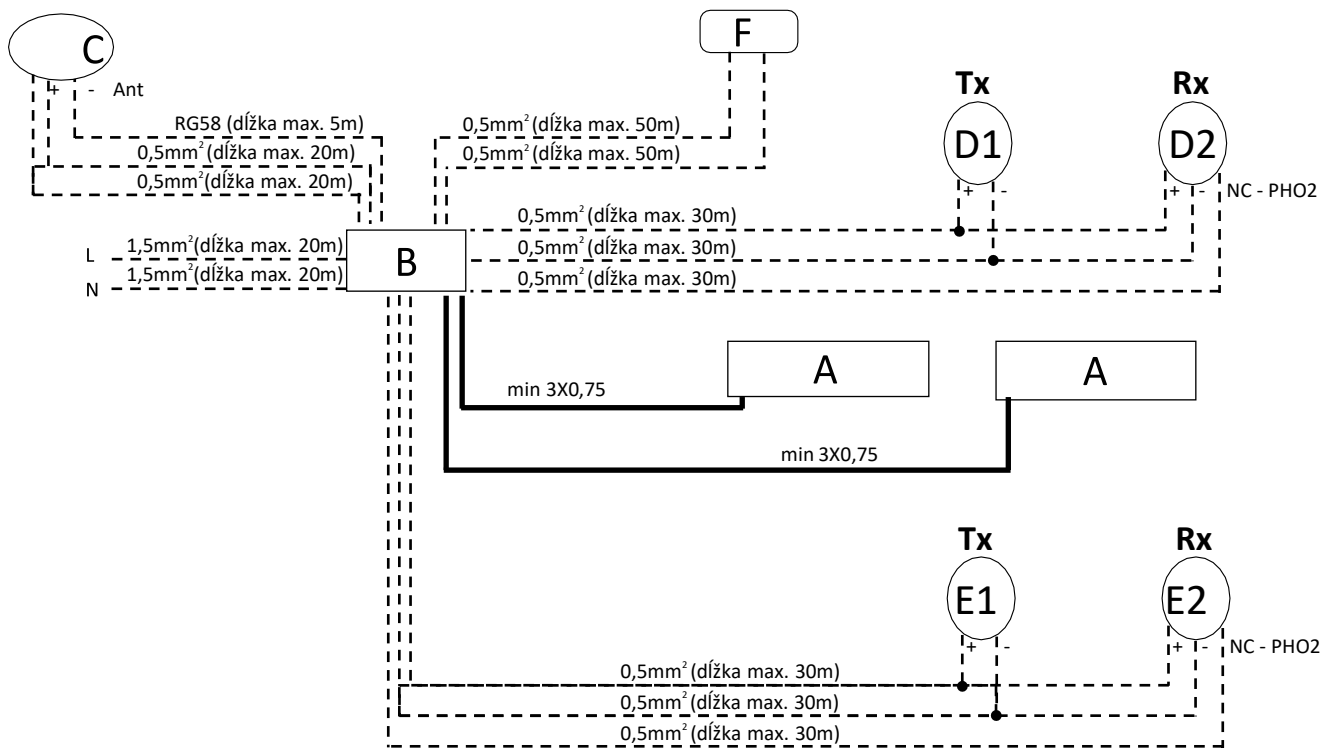 C
F
+ - Ant
Tx Rx
RG58 (dĺžka max. 5m)
0,5mm² (dĺžka max. 50m)
D1 D2
0,5mm² (dĺžka max. 20m)
0,5mm² (dĺžka max. 50m)
0,5mm² (dĺžka max. 20m)
+ - + - NC - PHO2
0,5mm² (dĺžka max. 30m)
L 1,5mm² (dĺžka max. 20m)
B
0,5mm² (dĺžka max. 30m)
N 1,5mm² (dĺžka max. 20m)
0,5mm² (dĺžka max. 30m)
A A
min 3X0,75
min 3X0,75
Tx Rx
E1 E2
+ - + - NC - PHO2
0,5mm² (dĺžka max. 30m)
0,5mm² (dĺžka max. 30m)
0,5mm² (dĺžka max. 30m)